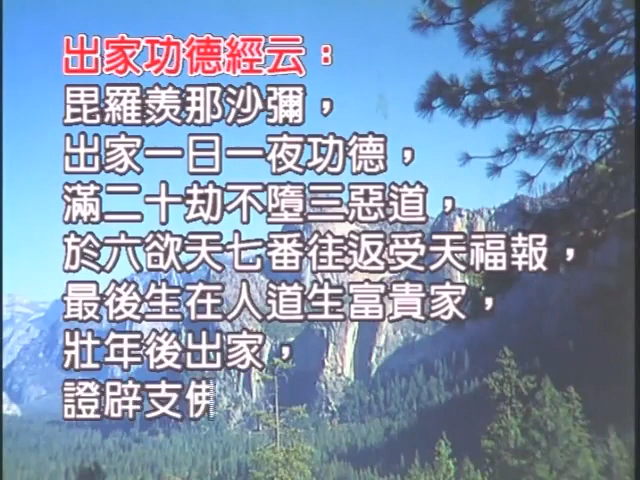 出家功德經云：
毘羅羨那沙彌，
出家一日一夜功德，
滿二十劫不墮三惡道，
於六欲天七番往返受天福報，
最後生在人道生富貴家，
壯年後出家，
證辟支佛